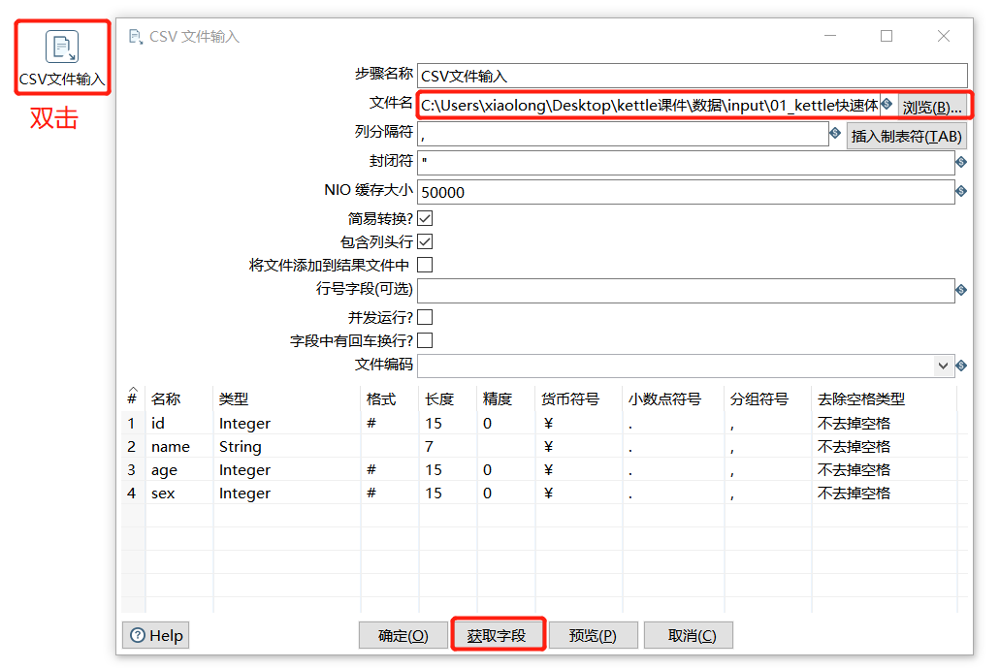 CSV文件输入
双击
CSV 文件输入
步骤名称 CSV文件输入
文件名 C:\Users\xiaolong\Desktop\kettle课件\数据\input\01_kettle快速体 浏览(B)...
列分隔符 , 插入制表符(TAB)
封闭符 "
NIO 缓存大小 50000
简易转换?
包含列头行
将文件添加到结果文件中
行号字段(可选)
并发运行?
字段中有回车换行?
文件编码
# 名称 类型 格式 长度 精度 货币符号 小数点符号 分组符号 去除空格类型
1 id Integer # 15 0 ¥ . , 不去掉空格
2 name String 7 ¥ . , 不去掉空格
3 age Integer # 15 0 ¥ . , 不去掉空格
4 sex Integer # 15 0 ¥ . , 不去掉空格
Help 确定(O) 获取字段 预览(P) 取消(C)